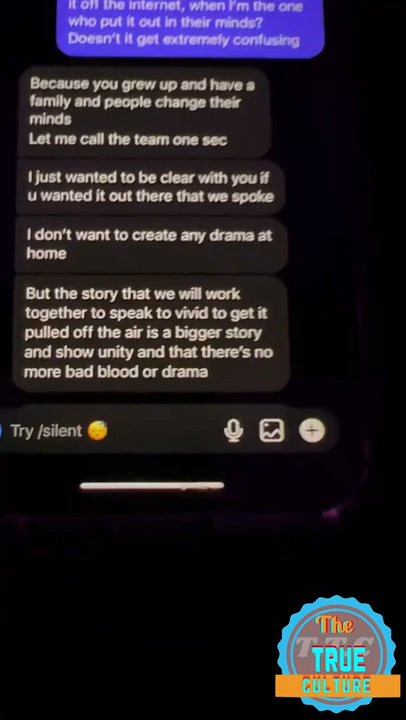 it off the internet, when I'm the one
who put it out in their minds?
Doesn't it get extremely confusing
Because you grew up and have a
family and people change their
minds
Let me call the team one sec
I just wanted to be clear with you if
u wanted it out there that we spoke
I don't want to create any drama at
home
But the story that we will work
together to speak to vivid to get it
pulled off the air is a bigger story
and show unity and that there's no
more bad blood or drama
Try /silent 😴
The
T.T.C
TRUE
CULTURE